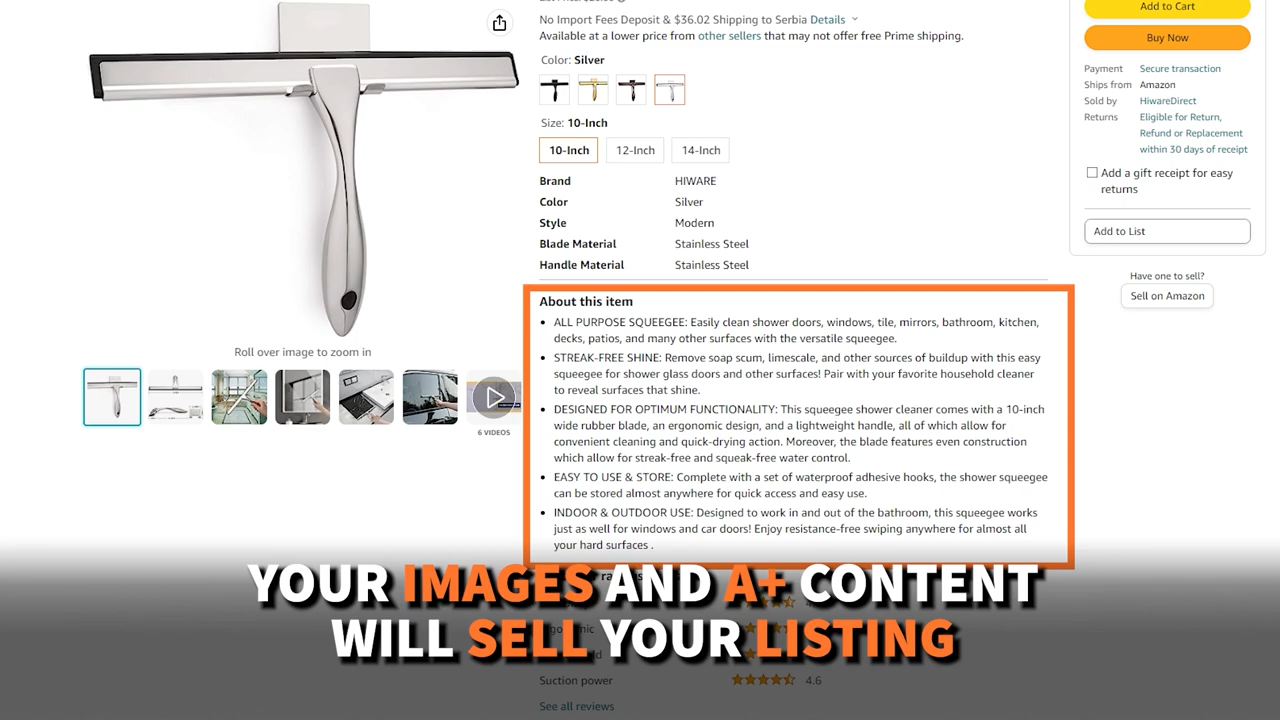 No Import Fees Deposit & $36.02 Shipping to Serbia Details
Available at a lower price from other sellers that may not offer free Prime shipping.
Color: Silver
Size: 10-Inch
10-Inch 12-Inch 14-Inch
Brand HIWARE
Color Silver
Style Modern
Blade Material Stainless Steel
Handle Material Stainless Steel
About this item
• ALL PURPOSE SQUEEGEE: Easily clean shower doors, windows, tile, mirrors, bathroom, kitchen,
decks, patios, and many other surfaces with the versatile squeegee.
• STREAK-FREE SHINE: Remove soap scum, limescale, and other sources of buildup with this easy
squeegee for shower glass doors and other surfaces! Pair with your favorite household cleaner
to reveal surfaces that shine.
• DESIGNED FOR OPTIMUM FUNCTIONALITY: This squeegee shower cleaner comes with a 10-inch
wide rubber blade, an ergonomic design, and a lightweight handle, all of which allow for
convenient cleaning and quick-drying action. Moreover, the blade features even construction
which allow for streak-free and squeak-free water control.
• EASY TO USE & STORE: Complete with a set of waterproof adhesive hooks, the shower squeegee
can be stored almost anywhere for quick access and easy use.
• INDOOR & OUTDOOR USE: Designed to work in and out of the bathroom, this squeegee works
just as well for windows and car doors! Enjoy resistance-free swiping anywhere for almost all
your hard surfaces .
Roll over image to zoom in
6 VIDEOS
Add to Cart
Buy Now
Payment Secure transaction
Ships from Amazon
Sold by HiwareDirect
Returns Eligible for Return,
Refund or Replacement
within 30 days of receipt
Add a gift receipt for easy
returns
Add to List
Have one to sell?
Sell on Amazon
YOUR IMAGES AND A+ CONTENT
WILL SELL YOUR LISTING
Suction power 4.6
See all reviews